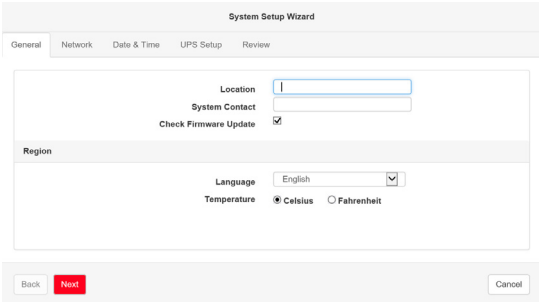 System Setup Wizard
General Network Date & Time UPS Setup Review
Location
System Contact
Check Firmware Update
Region
Language English
Temperature Celsius Fahrenheit
Back Next Cancel